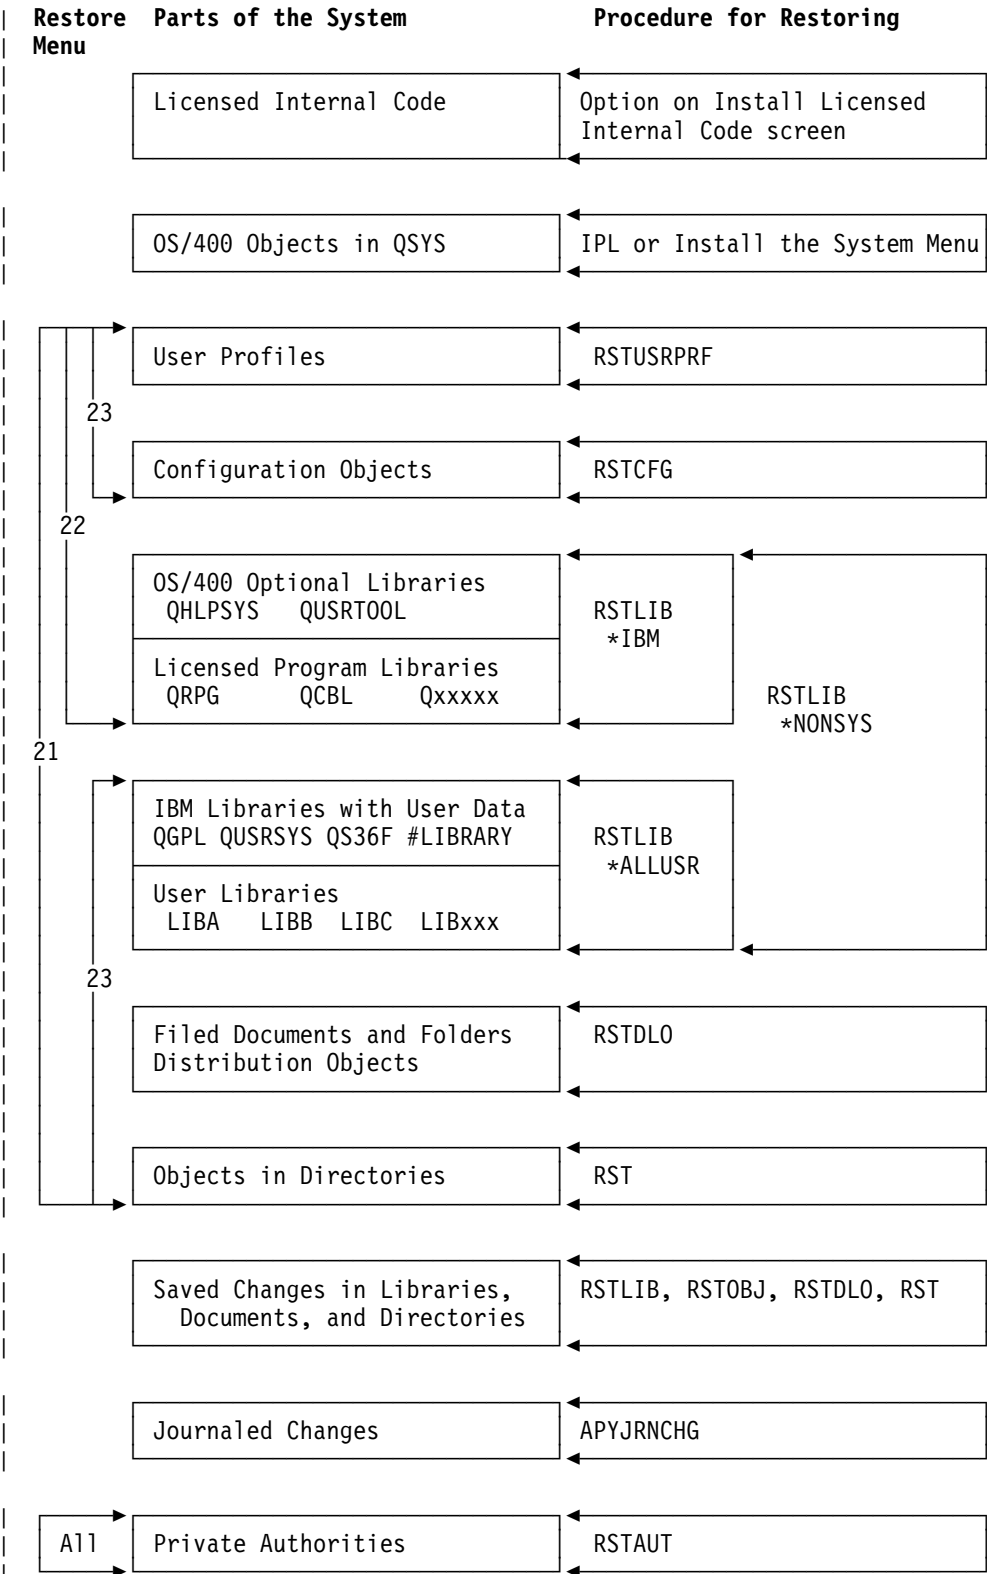 Restore Parts of the System Procedure for Restoring
Menu
Licensed Internal Code Option on Install Licensed
Internal Code screen
OS/400 Objects in QSYS IPL or Install the System Menu
User Profiles RSTUSRPRF
23
Configuration Objects RSTCFG
22
OS/400 Optional Libraries
QHLPSYS QUSRTOOL RSTLIB
*IBM
Licensed Program Libraries
QRPG QCBL Qxxxxx RSTLIB
*NONSYS
21
IBM Libraries with User Data
QGPL QUSRSYS QS36F #LIBRARY RSTLIB
*ALLUSR
User Libraries
LIBA LIBB LIBC LIBxxx
23
Filed Documents and Folders RSTDLO
Distribution Objects
Objects in Directories RST
Saved Changes in Libraries, RSTLIB, RSTOBJ, RSTDLO, RST
Documents, and Directories
Journaled Changes APYJRNCHG
All Private Authorities RSTAUT